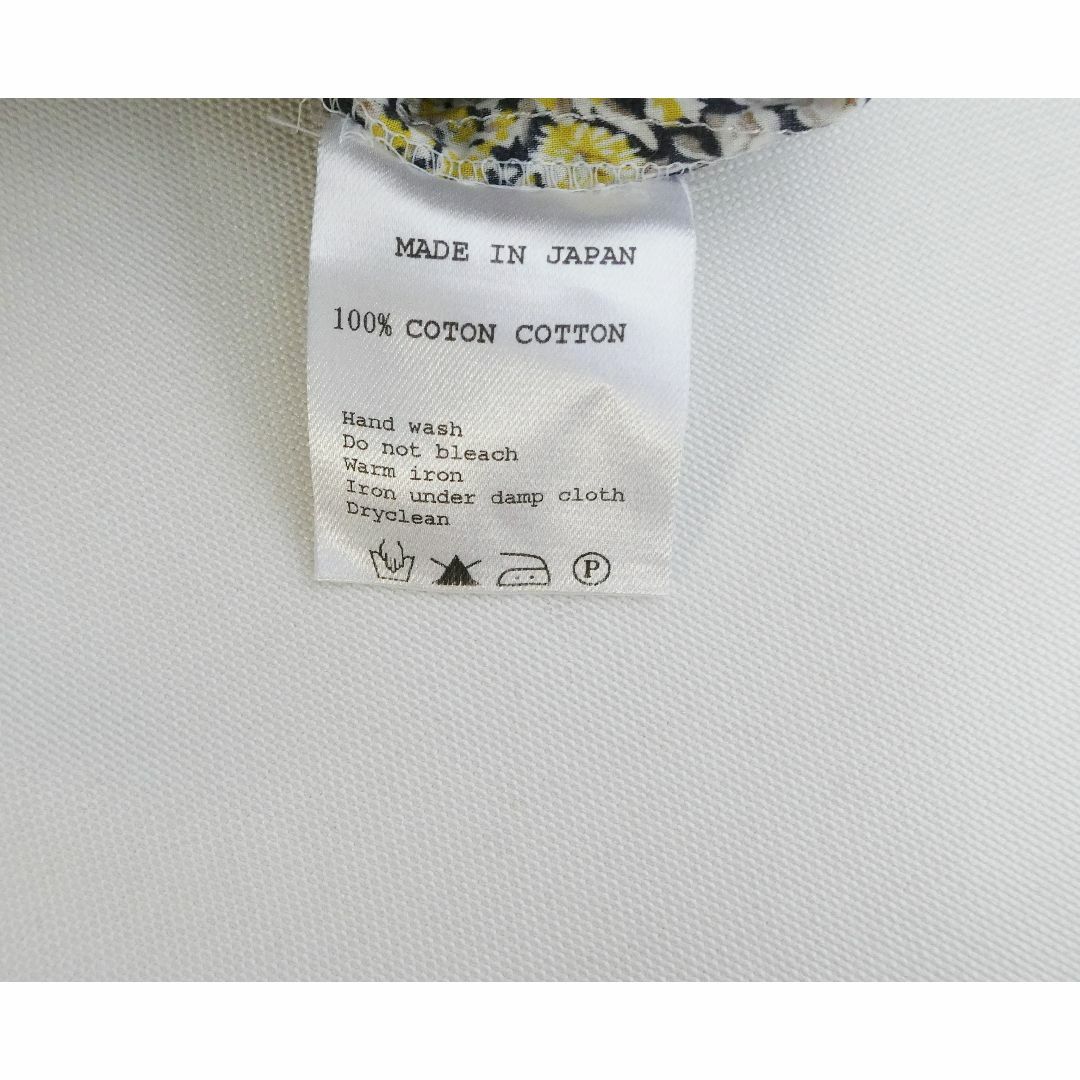 MADE IN JAPAN
100% COTON COTTON
Hand wash
Do not bleach
Warm iron
Iron under damp cloth
Dryclean
P